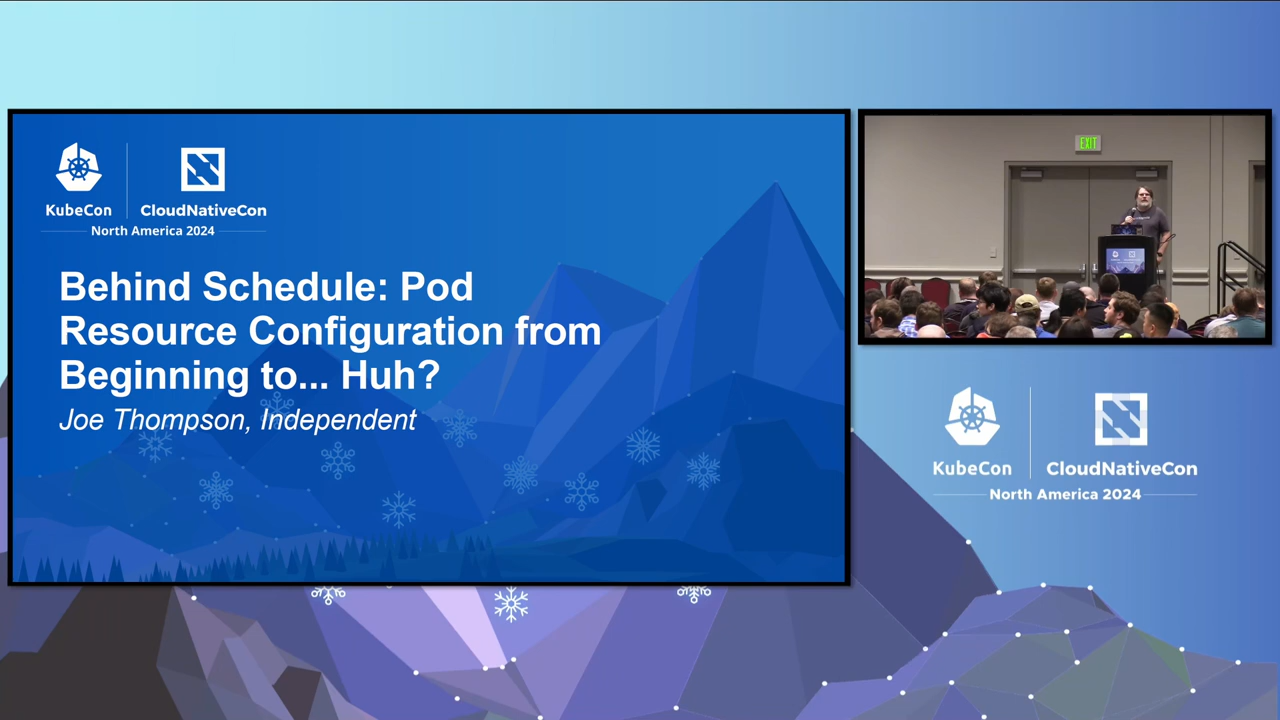 KubeCon
CloudNativeCon
North America 2024
Behind Schedule: Pod
Resource Configuration from
Beginning to... Huh?
Joe Thompson, Independent
EXIT
KubeCon
CloudNativeCon
North America 2024